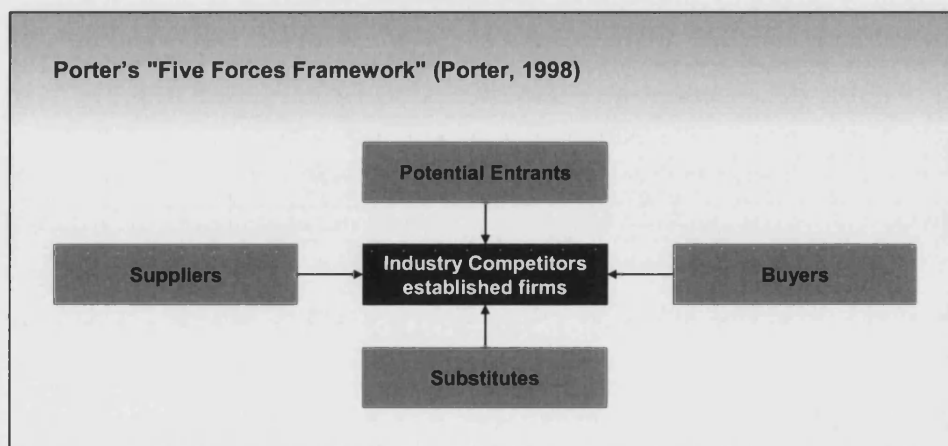 Porter's "Five Forces Framework" (Porter, 1998)
Potential Entrants
Suppliers
Industry Competitors
established firms
Buyers
Substitutes